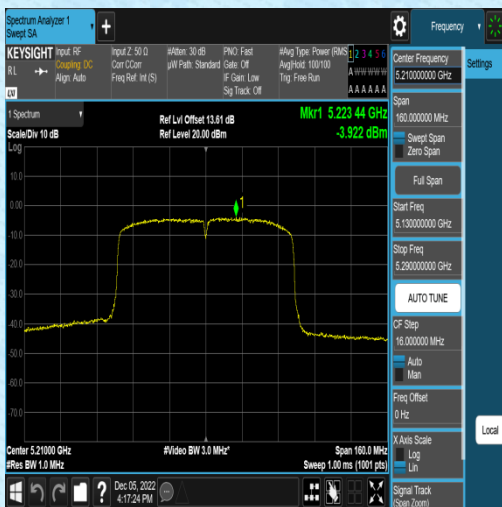 Spectrum Analyzer 1
Swept SA
Frequency
KEYSIGHT
RL
Input: RF
Coupling: DC
Align: Auto
Input Z: 50 Ω
Corr CCorr
Freq Ref: Int (S)
#Atten: 30 dB
µW Path: Standard
PNO: Fast
Gate: Off
IF Gain: Low
Sig Track: Off
#Avg Type: Power (RMS
Avg|Hold: 100/100
Trig: Free Run
1 2 3 4 5 6
A W W W W W
A A A A A A
1 Spectrum
Scale/Div 10 dB
Ref Lvl Offset 13.61 dB
Ref Level 20.00 dBm
Mkr1 5.223 44 GHz
-3.922 dBm
Log
10.0
0.00
-10.0
-20.0
-30.0
-40.0
-50.0
-60.0
-70.0
1
Center 5.21000 GHz
#Res BW 1.0 MHz
#Video BW 3.0 MHz*
Span 160.0 MHz
Sweep 1.00 ms (1001 pts)
Dec 05, 2022
4:17:24 PM
Center Frequency
5.210000000 GHz
Span
160.000000 MHz
Swept Span
Zero Span
Full Span
Start Freq
5.130000000 GHz
Stop Freq
5.290000000 GHz
AUTO TUNE
CF Step
16.000000 MHz
Auto
Man
Freq Offset
0 Hz
X Axis Scale
Log
Lin
Signal Track
(Span Zoom)
Settings
Local